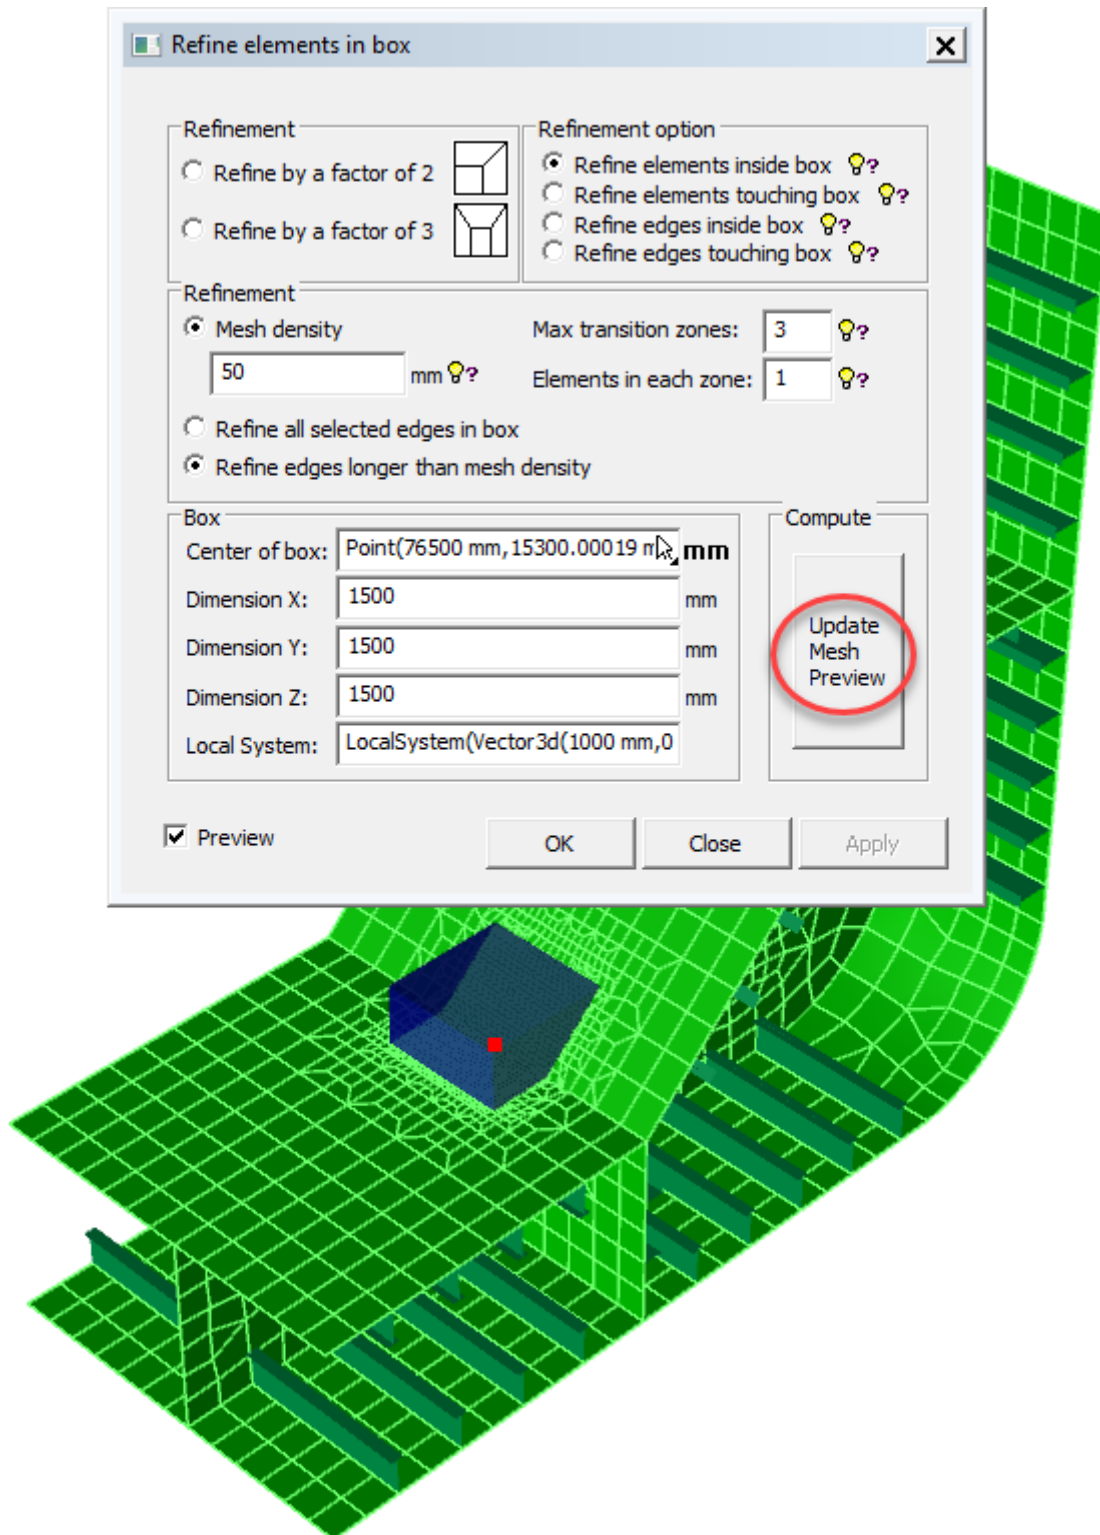 Refine elements in box
Refinement
Refine by a factor of 2
Refine by a factor of 3
Refinement option
Refine elements inside box
Refine elements touching box
Refine edges inside box
Refine edges touching box
Refinement
Mesh density
50 mm
Max transition zones: 3
Elements in each zone: 1
Refine all selected edges in box
Refine edges longer than mesh density
Box
Center of box: Point(76500 mm,15300.00019 m mm
Dimension X: 1500 mm
Dimension Y: 1500 mm
Dimension Z: 1500 mm
Local System: LocalSystem(Vector3d(1000 mm,0
Compute
Update
Mesh
Preview
Preview
OK
Close
Apply